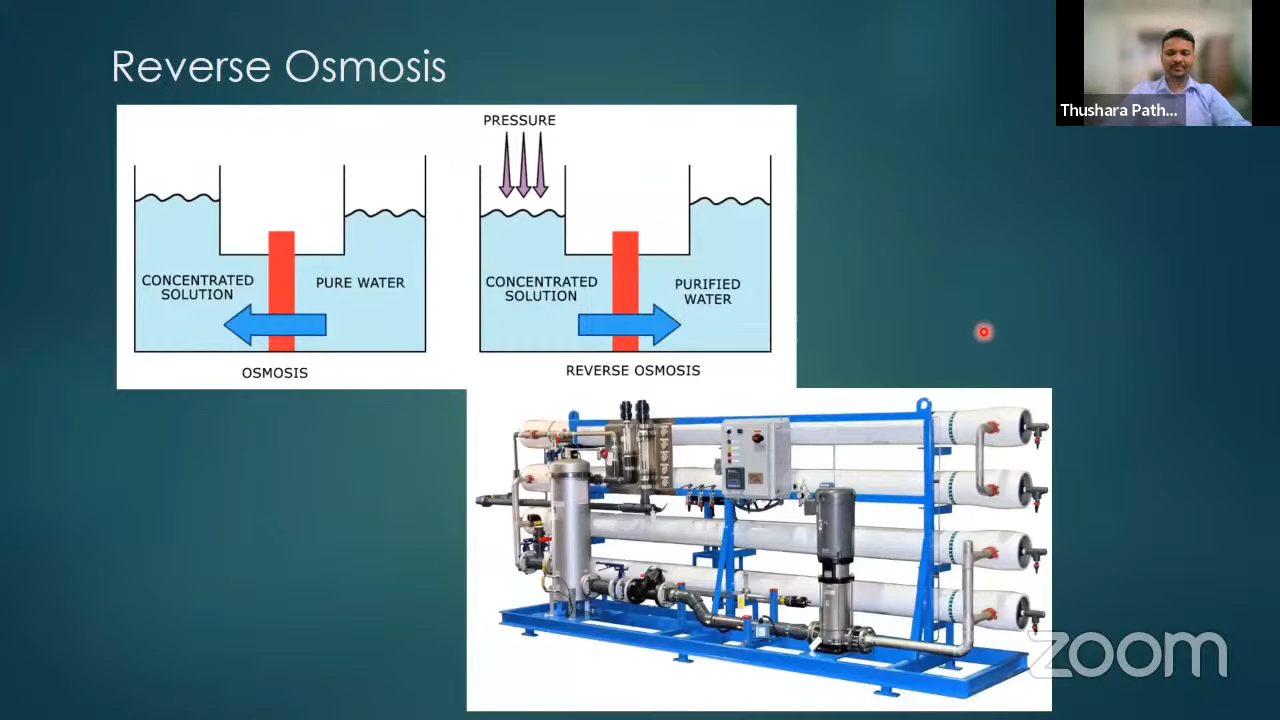 Reverse Osmosis
Thushara Path...
PRESSURE
CONCENTRATED
SOLUTION
PURE WATER
CONCENTRATED
SOLUTION
PURIFIED
WATER
OSMOSIS
REVERSE OSMOSIS
zoom